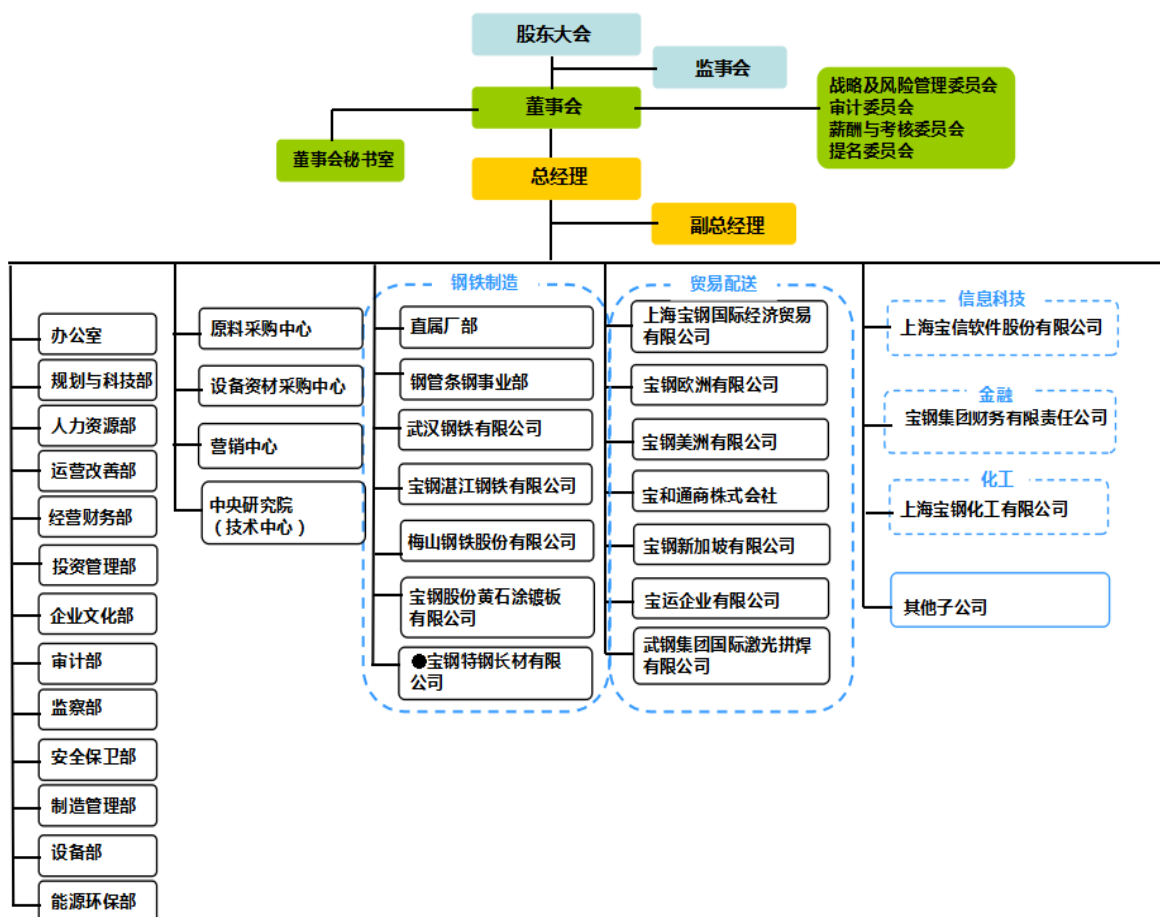 股东大会
监事会
董事会
战略及风险管理委员会
审计委员会
薪酬与考核委员会
提名委员会
董事会秘书室
总经理
副总经理
办公室
规划与科技部
人力资源部
运营改善部
经营财务部
投资管理部
企业文化部
审计部
监察部
安全保卫部
制造管理部
设备部
能源环保部
原料采购中心
设备资材采购中心
营销中心
中央研究院
（技术中心）
钢铁制造
直属厂部
钢管条钢事业部
武汉钢铁有限公司
宝钢湛江钢铁有限公司
梅山钢铁股份有限公司
宝钢股份黄石涂镀板
有限公司
●宝钢特钢长材有限
公司
贸易配送
上海宝钢国际经济贸易
有限公司
宝钢欧洲有限公司
宝钢美洲有限公司
宝和通商株式会社
宝钢新加坡有限公司
宝运企业有限公司
武钢集团国际激光拼焊
有限公司
信息科技
上海宝信软件股份有限公司
金融
宝钢集团财务有限责任公司
化工
上海宝钢化工有限公司
其他子公司